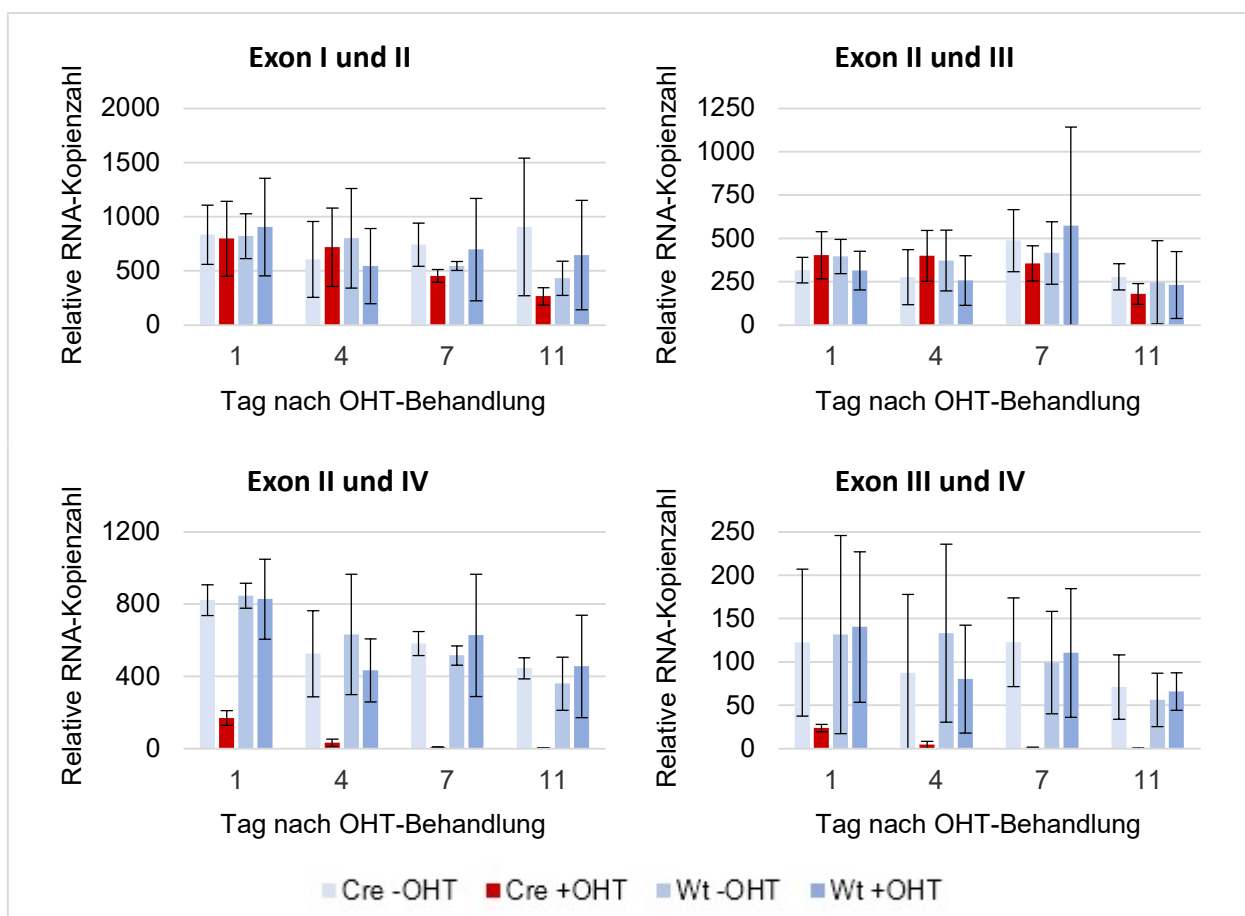 Exon I und II
Relative RNA-Kopienzahl
2000
1500
1000
500
0
1 4 7 11
Tag nach OHT-Behandlung
Exon II und III
Relative RNA-Kopienzahl
1250
1000
750
500
250
0
1 4 7 11
Tag nach OHT-Behandlung
Exon II und IV
Relative RNA-Kopienzahl
1200
800
400
0
1 4 7 11
Tag nach OHT-Behandlung
Exon III und IV
Relative RNA-Kopienzahl
250
200
150
100
50
0
1 4 7 11
Tag nach OHT-Behandlung
Cre -OHT Cre +OHT Wt -OHT Wt +OHT